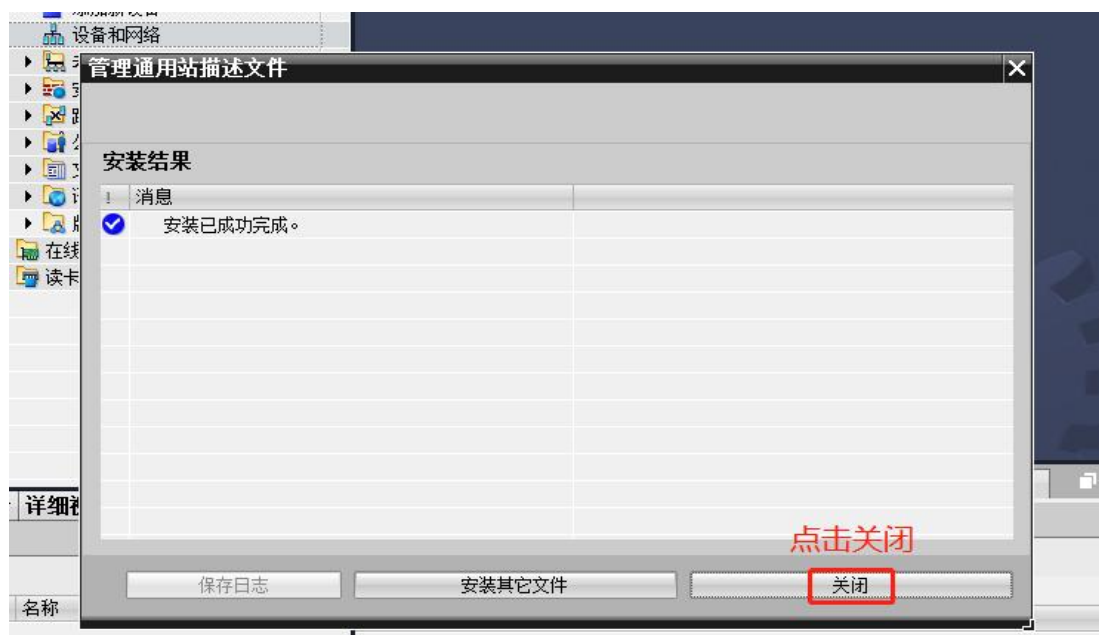 设备和网络
管理通用站描述文件
安装结果
! 消息
安装已成功完成。
在线
读卡
详细
点击关闭
保存日志
安装其它文件
关闭
名称